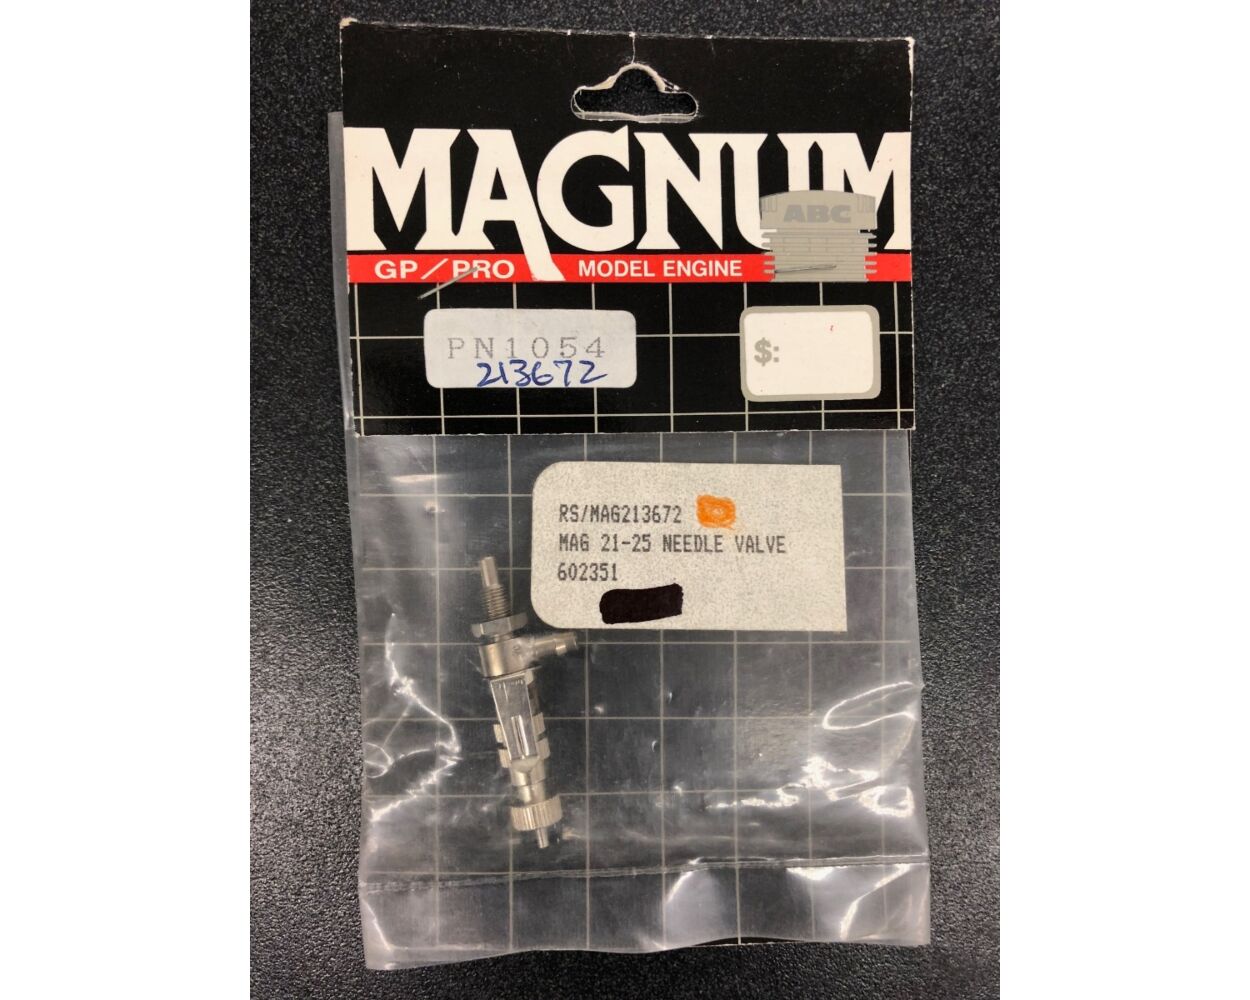 MAGNUM
ABC
GP/PRO MODEL ENGINE
PN1054
213672
$:
RS/MAG213672
MAG 21-25 NEEDLE VALVE
602351